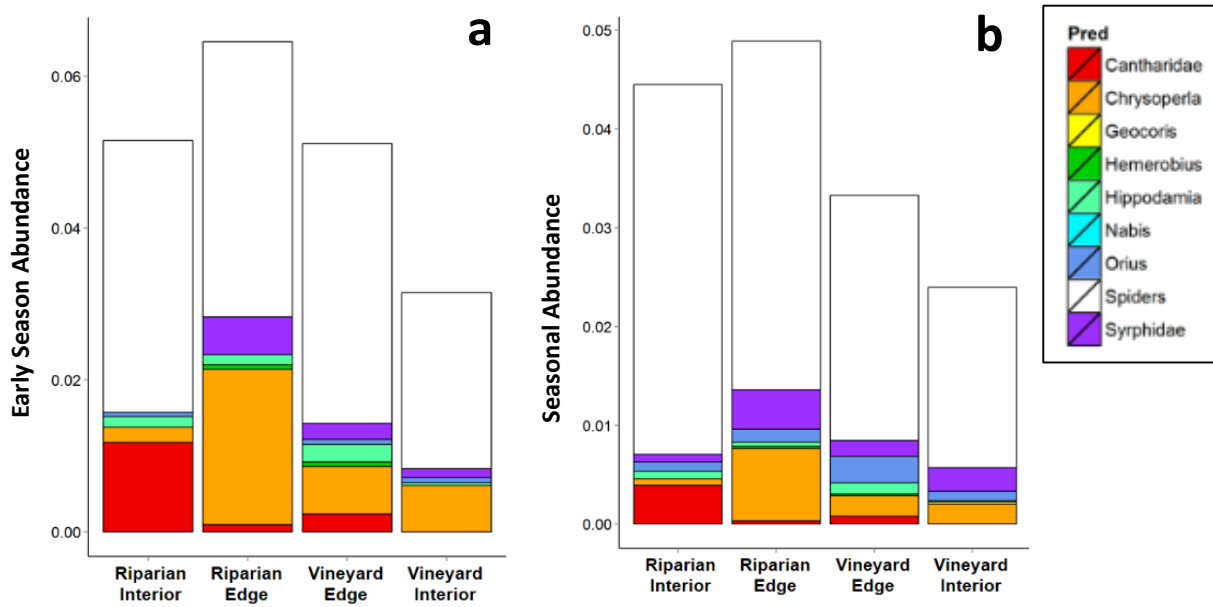 a
Early Season Abundance
0.06
0.04
0.02
0.00
Riparian Interior
Riparian Edge
Vineyard Edge
Vineyard Interior
b
Seasonal Abundance
0.05
0.04
0.03
0.02
0.01
0.00
Riparian Interior
Riparian Edge
Vineyard Edge
Vineyard Interior
Pred
Cantharidae
Chrysoperla
Geocoris
Hemerobius
Hippodamia
Nabis
Orius
Spiders
Syrphidae